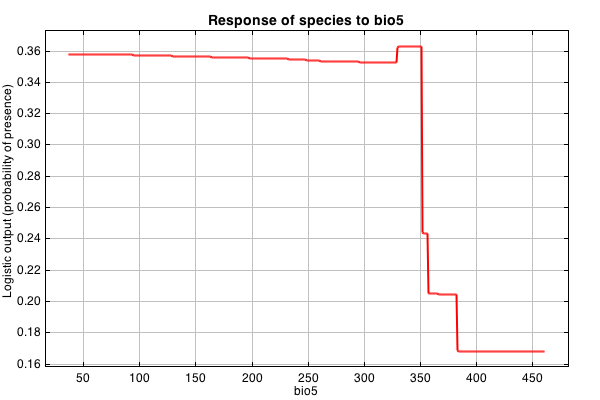 Response of species to bio5
Logistic output (probability of presence)
0.36
0.34
0.32
0.30
0.28
0.26
0.24
0.22
0.20
0.18
0.16
50 100 150 200 250 300 350 400 450
bio5